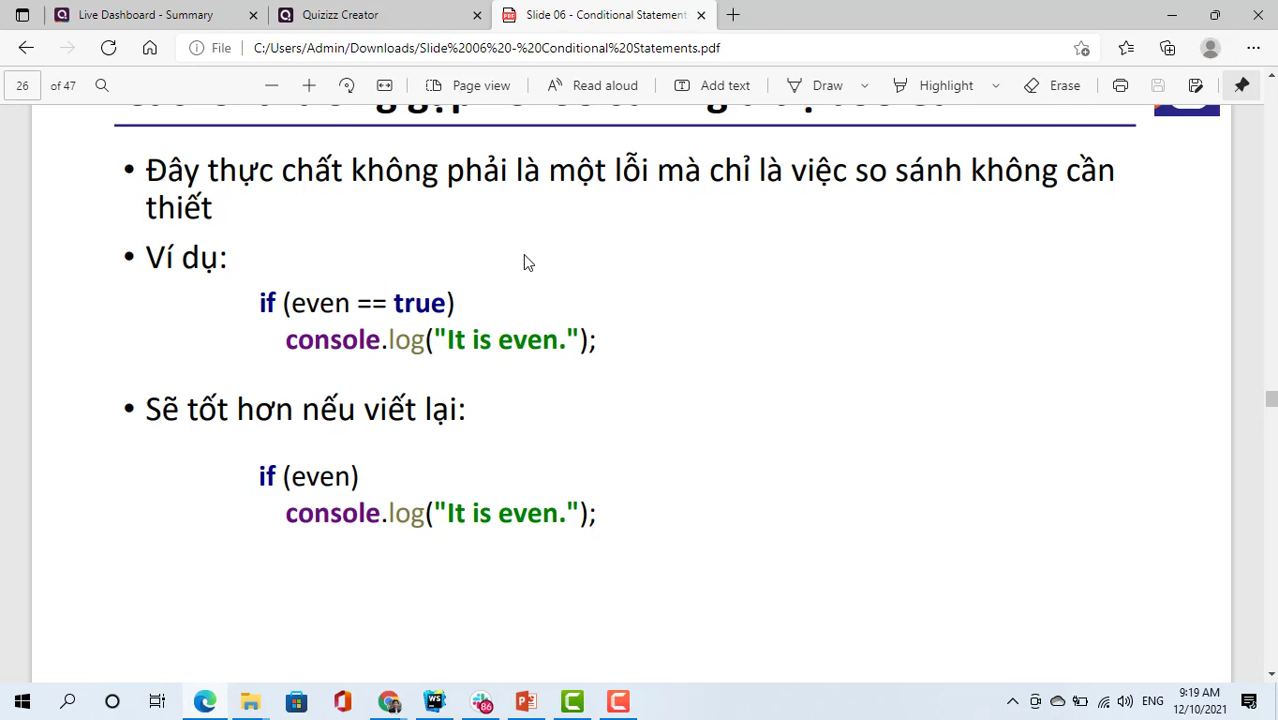 Live Dashboard - Summary
Quizizz Creator
Slide 06 - Conditional Statement
File
C:/Users/Admin/Downloads/Slide%2006%20-%20Conditional%20Statements.pdf
26 of 47
Page view
Read aloud
Add text
Draw
Highlight
Erase
• Đây thực chất không phải là một lỗi mà chỉ là việc so sánh không cần
thiết
• Ví dụ:
if (even == true)
console.log("It is even.");
• Sẽ tốt hơn nếu viết lại:
if (even)
console.log("It is even.");
86
ENG
9:19 AM
12/10/2021